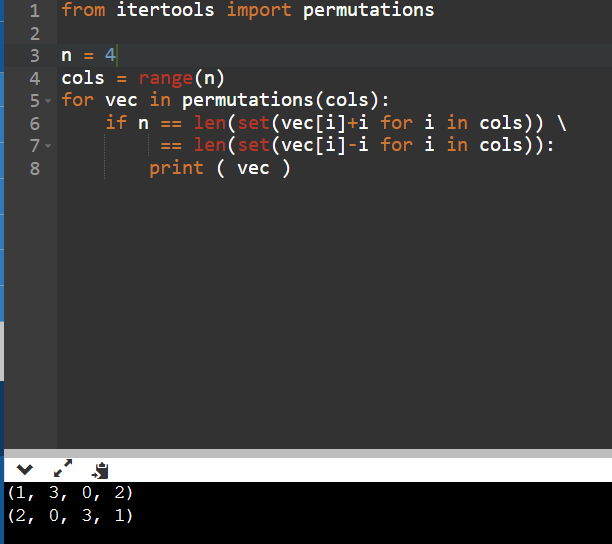 1 from itertools import permutations
2
3 n = 4
4 cols = range(n)
5 for vec in permutations(cols):
6     if n == len(set(vec[i]+i for i in cols)) \
7          == len(set(vec[i]-i for i in cols)):
8         print ( vec )
(1, 3, 0, 2)
(2, 0, 3, 1)